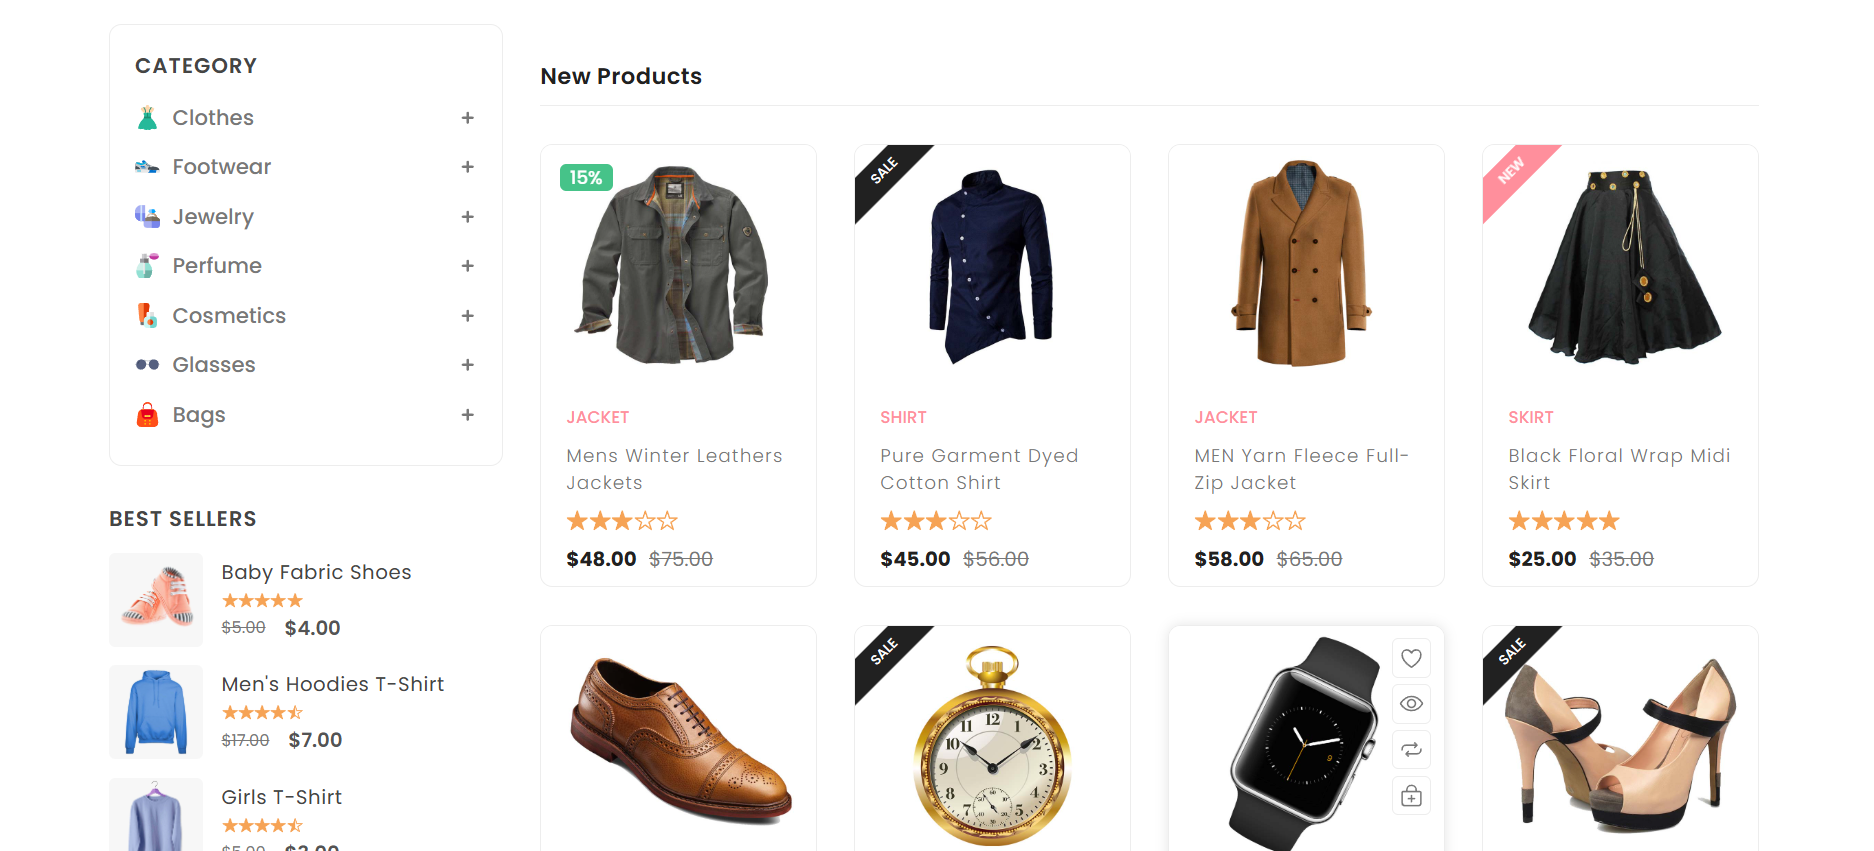 CATEGORY
Clothes +
Footwear +
Jewelry +
Perfume +
Cosmetics +
Glasses +
Bags +
BEST SELLERS
Baby Fabric Shoes
$5.00 $4.00
Men's Hoodies T-Shirt
$17.00 $7.00
Girls T-Shirt
New Products
15%
JACKET
Mens Winter Leathers
Jackets
$48.00 $75.00
SALE
SHIRT
Pure Garment Dyed
Cotton Shirt
$45.00 $56.00
JACKET
MEN Yarn Fleece Full-
Zip Jacket
$58.00 $65.00
NEW
SKIRT
Black Floral Wrap Midi
Skirt
$25.00 $35.00
SALE
SALE